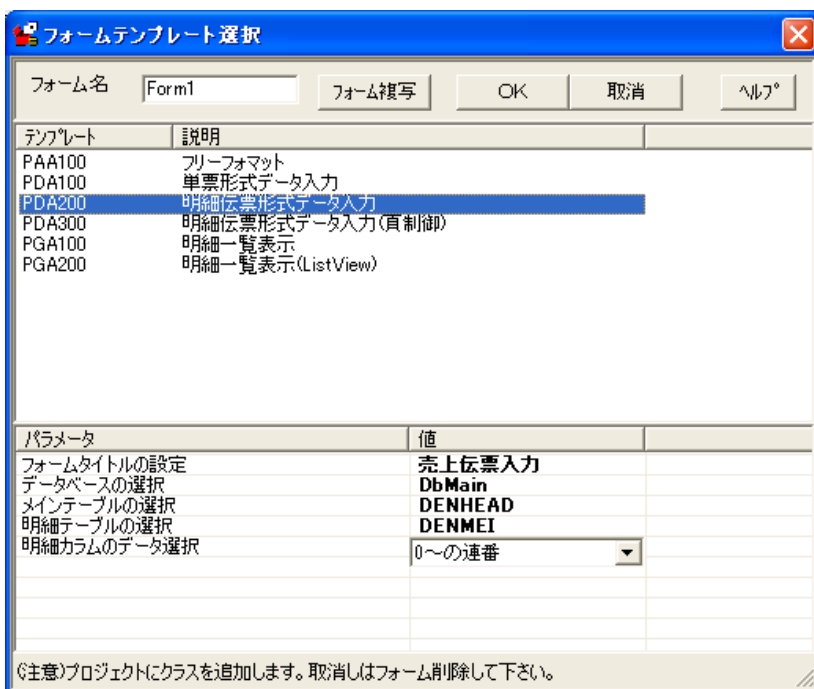 フォームテンプレート選択
フォーム名 Form1 フォーム複写 OK 取消 ヘルプ
テンプレート 説明
PAA100 フリーフォマット
PDA100 単票形式データ入力
PDA200 明細伝票形式データ入力
PDA300 明細伝票形式データ入力(頁制御)
PGA100 明細一覧表示
PGA200 明細一覧表示(ListView)
パラメータ 値
フォームタイトルの設定 売上伝票入力
データベースの選択 DbMain
メインテーブルの選択 DENHEAD
明細テーブルの選択 DENMEI
明細カラムのデータ選択 0～の連番
(注意)プロジェクトにクラスを追加します。取消しはフォーム削除して下さい。